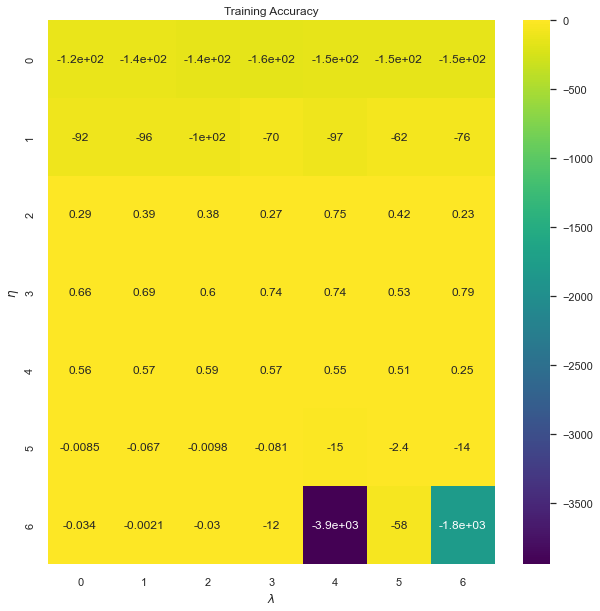 Training Accuracy
0 -1.2e+02 -1.4e+02 -1.4e+02 -1.6e+02 -1.5e+02 -1.5e+02 -1.5e+02
1 -92 -96 -1e+02 -70 -97 -62 -76
2 0.29 0.39 0.38 0.27 0.75 0.42 0.23
3 0.66 0.69 0.6 0.74 0.74 0.53 0.79
4 0.56 0.57 0.59 0.57 0.55 0.51 0.25
5 -0.0085 -0.067 -0.0098 -0.081 -15 -2.4 -14
6 -0.034 -0.0021 -0.03 -12 -3.9e+03 -58 -1.8e+03
0 1 2 3 4 5 6
λ
η
0
−500
−1000
−1500
−2000
−2500
−3000
−3500